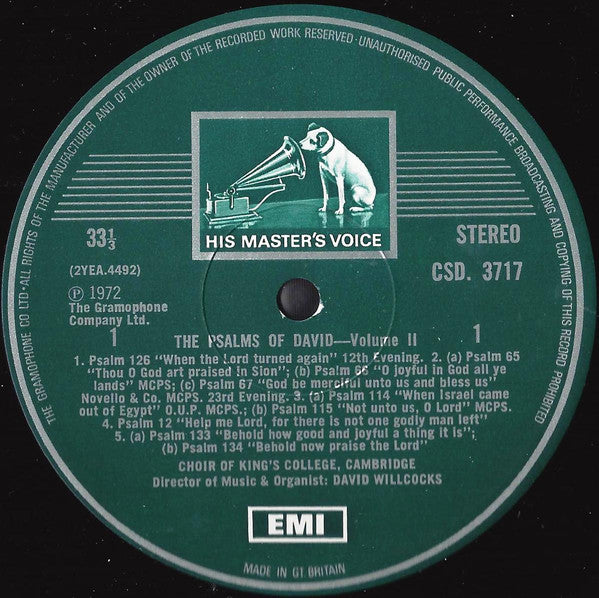 THE GRAMOPHONE CO LTD·ALL RIGHTS OF THE MANUFACTURER AND OF THE OWNER OF THE RECORDED WORK RESERVED·UNAUTHORISED PUBLIC PERFORMANCE BROADCASTING AND COPYING OF THIS RECORD PROHIBITED
HIS MASTER'S VOICE
33⅓
STEREO
(2YEA.4492)
CSD. 3717
℗ 1972
The Gramophone
Company Ltd.
1
THE PSALMS OF DAVID—Volume II
1
1. Psalm 126 "When the Lord turned again" 12th Evening. 2. (a) Psalm 65
"Thou O God art praised in Sion"; (b) Psalm 66 "O joyful in God all ye
lands" MCPS; (c) Psalm 67 "God be merciful unto us and bless us"
Novello & Co. MCPS. 23rd Evening. 3. (a) Psalm 114 "When Israel came
out of Egypt" O.U.P. MCPS.; (b) Psalm 115 "Not unto us, O Lord" MCPS.
4. Psalm 12 "Help me Lord, for there is not one godly man left"
5. (a) Psalm 133 "Behold how good and joyful a thing it is";
(b) Psalm 134 "Behold now praise the Lord"
CHOIR OF KING'S COLLEGE, CAMBRIDGE
Director of Music & Organist: DAVID WILLCOCKS
EMI
MADE IN GT. BRITAIN